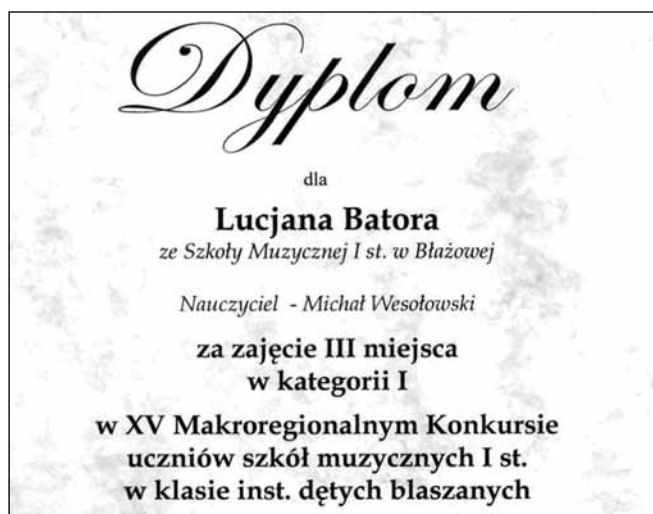 Dyplom
dla
Lucjana Batora
ze Szkoły Muzycznej I st. w Błażowej
Nauczyciel - Michał Wesołowski
za zajęcie III miejsca
w kategorii I
w XV Makroregionalnym Konkursie
uczniów szkół muzycznych I st.
w klasie inst. dętych blaszanych